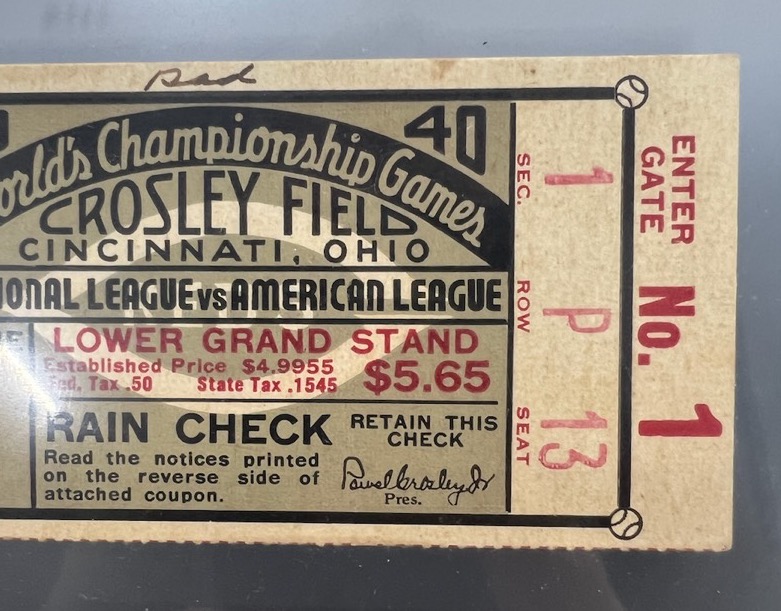 Dad
40
orld's Championship Games
CROSLEY FIELD
CINCINNATI, OHIO
IONAL LEAGUE VS AMERICAN LEAGUE
LOWER GRAND STAND
Established Price $4.9955
Fed. Tax .50 State Tax .1545
$5.65
RAIN CHECK
Read the notices printed
on the reverse side of
attached coupon.
RETAIN THIS
CHECK
Powel Crosley Jr
Pres.
SEC. 1
ROW P
SEAT 13
ENTER
GATE
No. 1